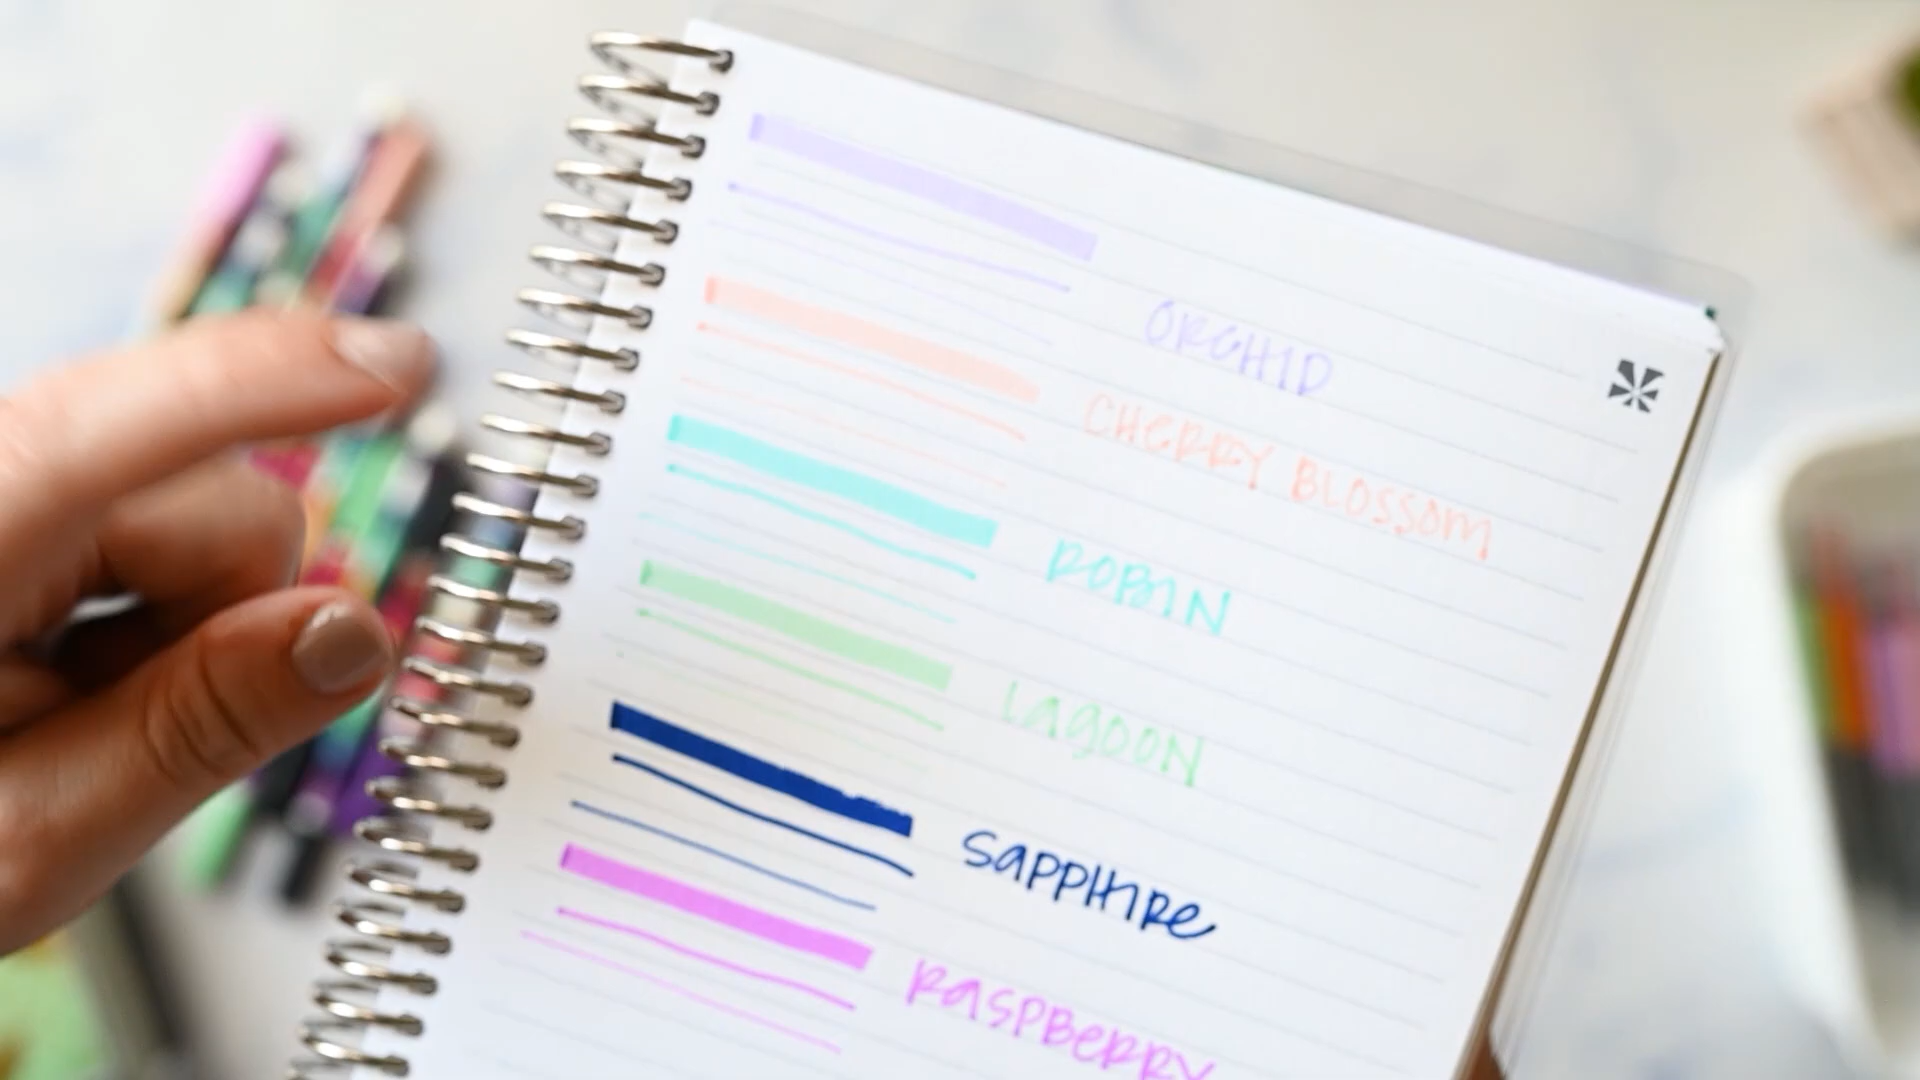 ORCHID
CHERRY BLOSSOM
ROBIN
LAGOON
SAPPHIRE
RASPBERRY